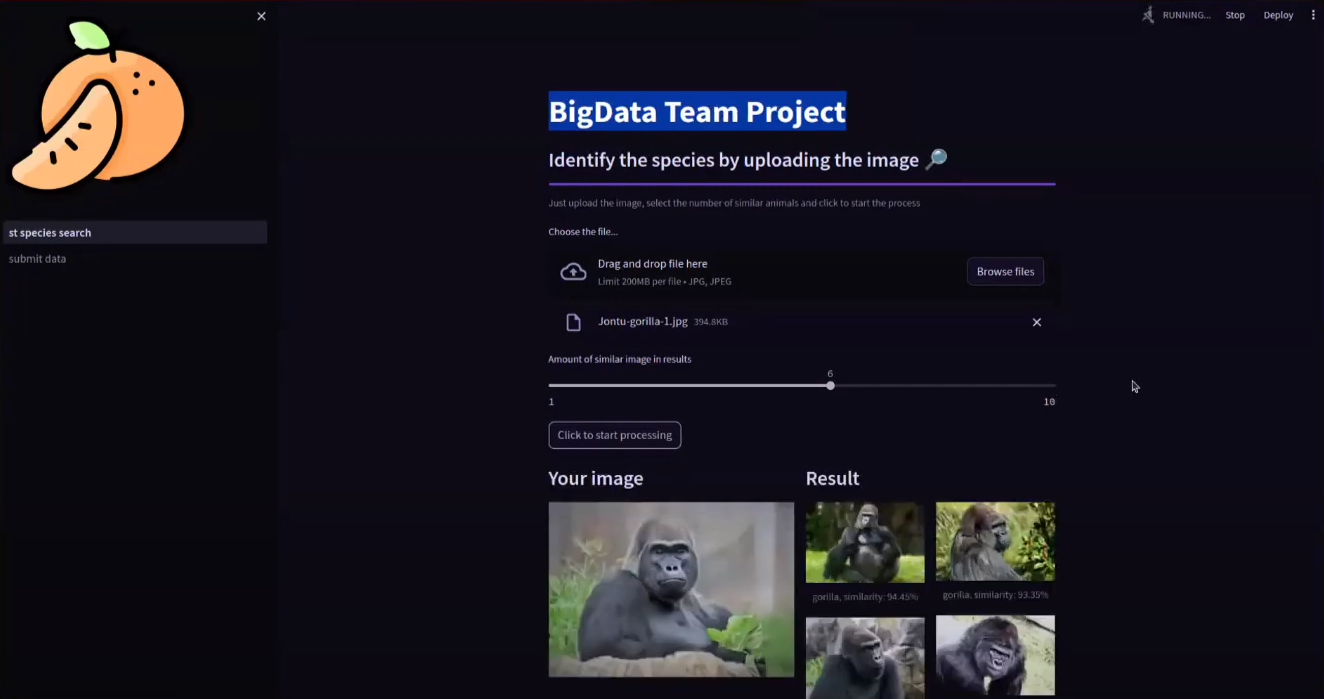 RUNNING... Stop Deploy
st species search
submit data
BigData Team Project
Identify the species by uploading the image
Just upload the image, select the number of similar animals and click to start the process
Choose the file...
Drag and drop file here
Limit 200MB per file • JPG, JPEG
Browse files
Jontu-gorilla-1.jpg 394.8KB
Amount of similar image in results
6
1 10
Click to start processing
Your image
Result
gorilla, similarity: 94.45%
gorilla, similarity: 93.35%